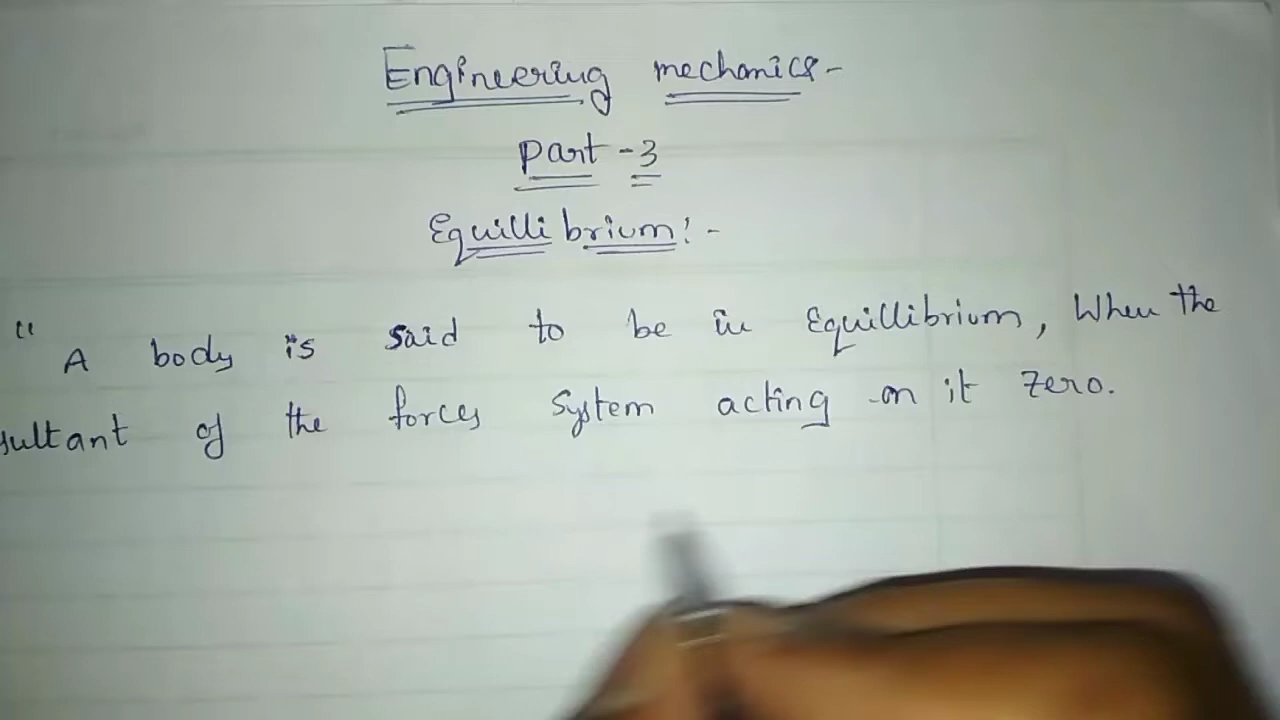 Engineering mechanics-
Part -3
Equillibrium:-
" A body is said to be in Equillibrium, When the
sultant of the forces system acting on it zero.